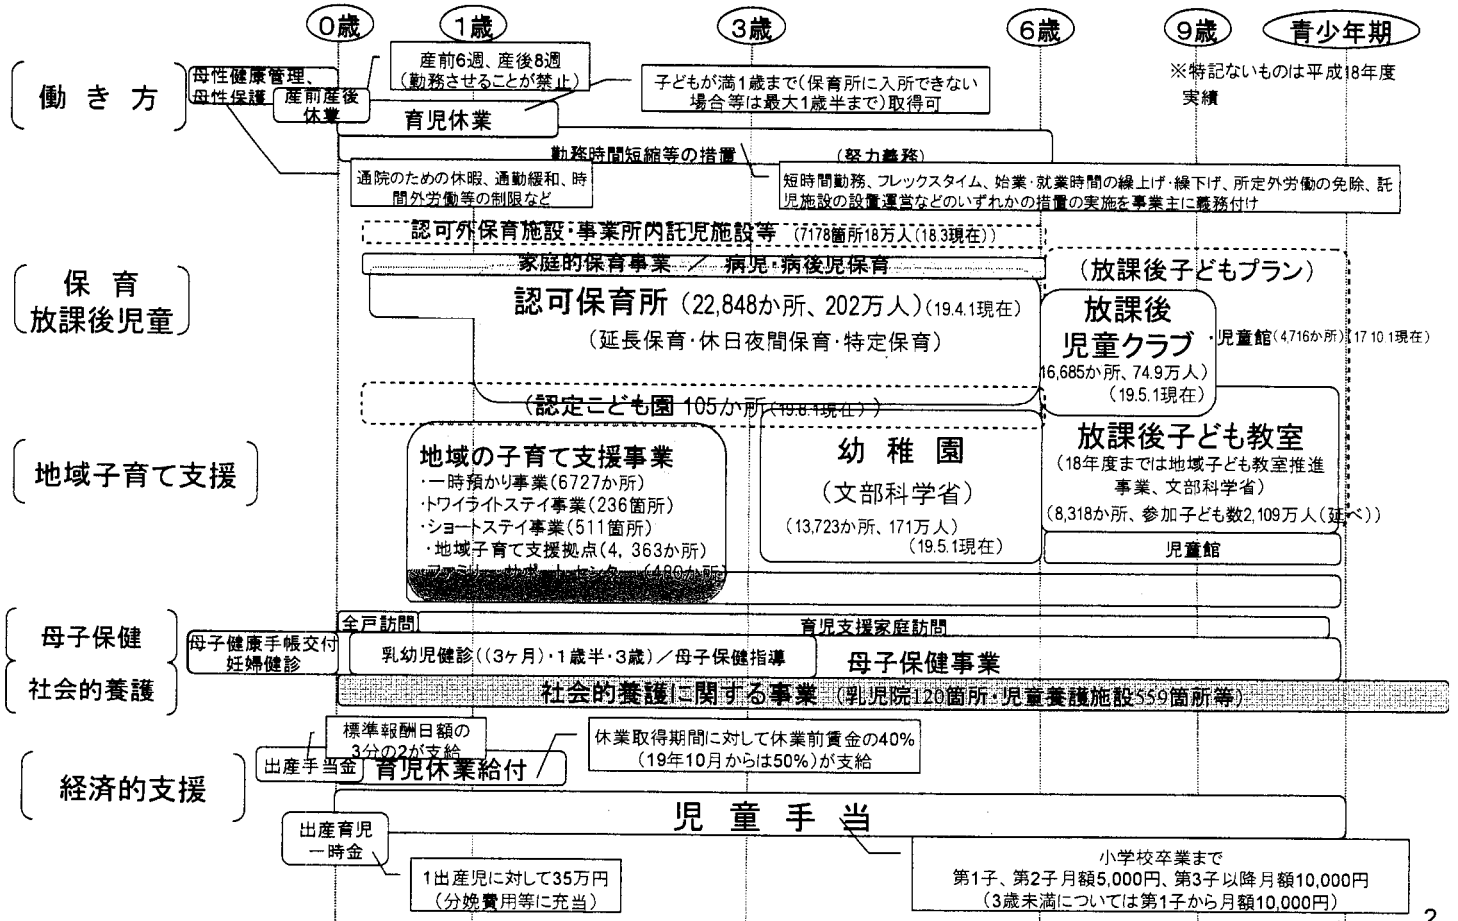 0歳
1歳
3歳
6歳
9歳
青少年期
※特記ないものは平成18年度
実績
働き方
母性健康管理、
母性保護
産前産後
休業
産前6週、産後8週
(勤務させることが禁止)
子どもが満1歳まで(保育所に入所できない
場合等は最大1歳半まで)取得可
育児休業
勤務時間短縮等の措置 (努力義務)
通院のための休暇、通勤緩和、時
間外労働等の制限など
短時間勤務、フレックスタイム、始業・就業時間の繰上げ・繰下げ、所定外労働の免除、託
児施設の設置運営などのいずれかの措置の実施を事業主に義務付け
保育
放課後児童
認可外保育施設・事業所内託児施設等 (7178箇所18万人(18.3現在))
家庭的保育事業 / 病児・病後児保育
認可保育所 (22,848か所、202万人)(19.4.1現在)
(延長保育・休日夜間保育・特定保育)
(認定こども園 105か所(19.8.1現在))
(放課後子どもプラン)
放課後
児童クラブ
16,685か所、74.9万人)
(19.5.1現在)
・児童館(4,716か所)(17.10.1現在)
地域子育て支援
地域の子育て支援事業
・一時預かり事業(6727か所)
・トワイライトステイ事業(236箇所)
・ショートステイ事業(511箇所)
・地域子育て支援拠点(4, 363か所)
・ファミリー・サポート・センター (480か所)
幼稚園
(文部科学省)
(13,723か所、171万人)
(19.5.1現在)
放課後子ども教室
(18年度までは地域子ども教室推進
事業、文部科学省)
(8,318か所、参加子ども数2,109万人(延べ))
児童館
母子保健
全戸訪問
育児支援家庭訪問
母子健康手帳交付
妊婦健診
乳幼児健診((3ヶ月)・1歳半・3歳)/母子保健指導
母子保健事業
社会的養護
社会的養護に関する事業 (乳児院120箇所・児童養護施設559箇所等)
経済的支援
標準報酬日額の
3分の2が支給
出産手当金
育児休業給付
休業取得期間に対して休業前賃金の40%
(19年10月からは50%)が支給
児童手当
出産育児
一時金
1出産児に対して35万円
(分娩費用等に充当)
小学校卒業まで
第1子、第2子月額5,000円、第3子以降月額10,000円
(3歳未満については第1子から月額10,000円)
2